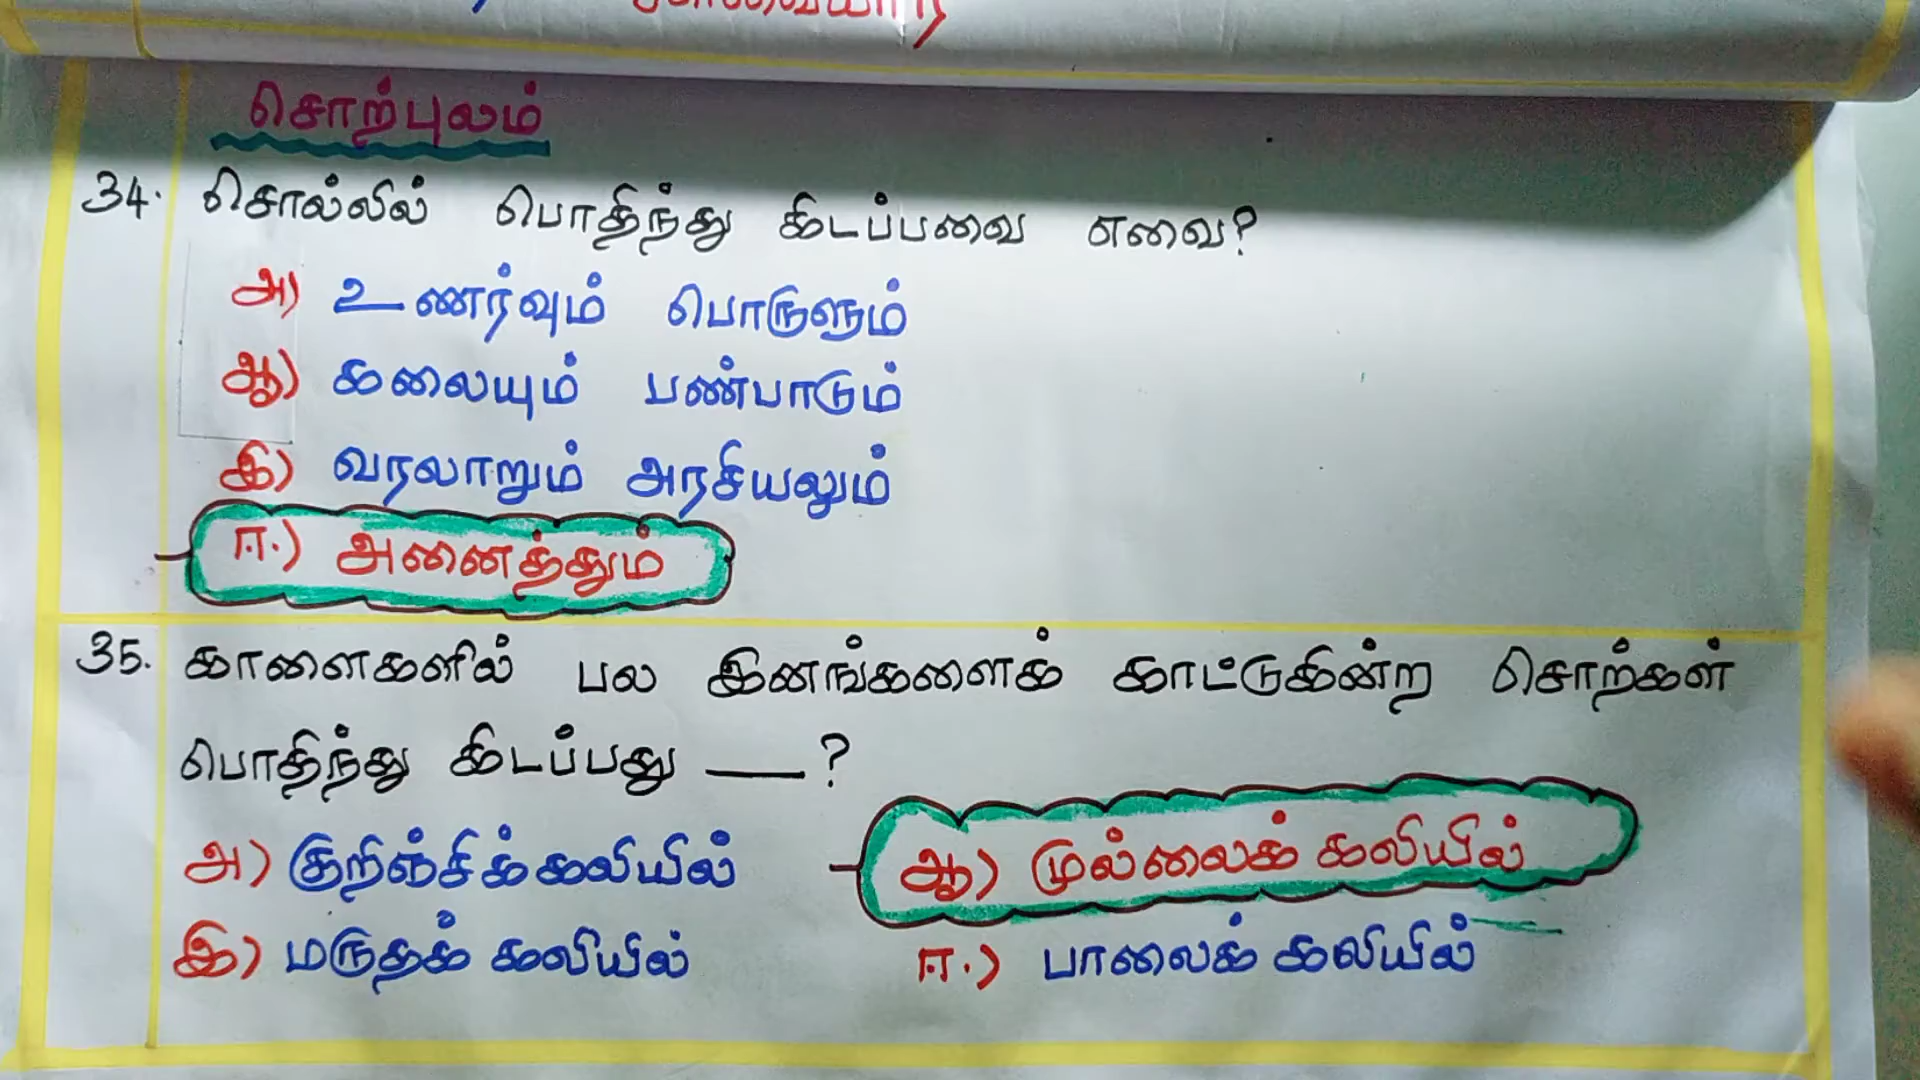 சொற்புலம்
34. சொல்லில் பொதிந்து கிடப்பவை எவை?
அ) உணர்வும் பொருளும்
ஆ) கலையும் பண்பாடும்
இ) வரலாறும் அரசியலும்
ஈ.) அனைத்தும்
35. காளைகளில் பல இனங்களைக் காட்டுகின்ற சொற்கள்
பொதிந்து கிடப்பது ___?
அ) குறிஞ்சிக்கலியில் ஆ) முல்லைக் கலியில்
இ) மருதக் கலியில் ஈ.) பாலைக் கலியில்